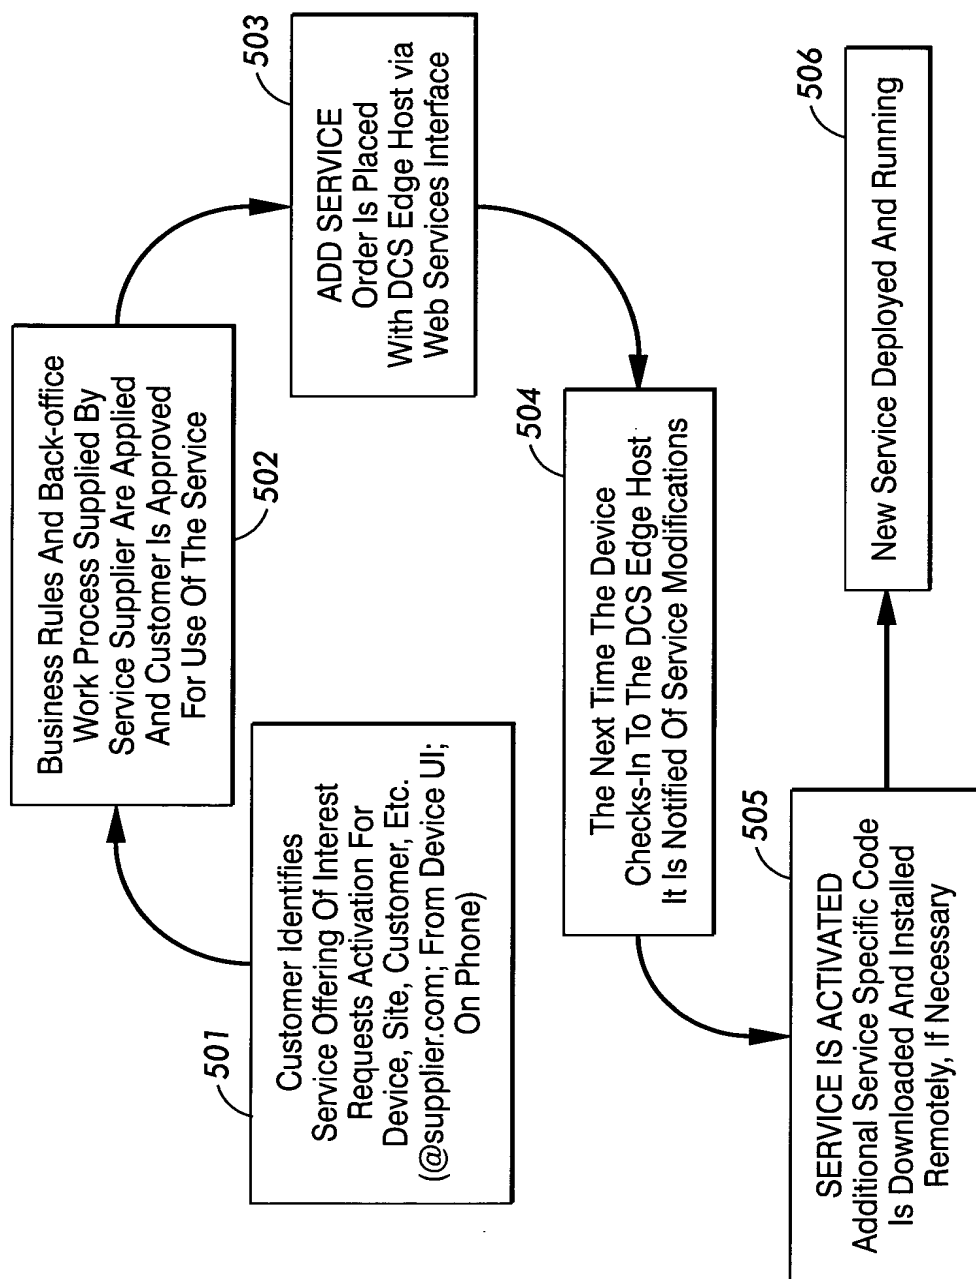 501
Customer Identifies
Service Offering Of Interest
Requests Activation For
Device, Site, Customer, Etc.
(@supplier.com; From Device UI;
On Phone)
Business Rules And Back-office
Work Process Supplied By
Service Supplier Are Applied
And Customer Is Approved
For Use Of The Service
502
503
ADD SERVICE
Order Is Placed
With DCS Edge Host via
Web Services Interface
504
The Next Time The Device
Checks-In To The DCS Edge Host
It Is Notified Of Service Modifications
505
SERVICE IS ACTIVATED
Additional Service Specific Code
Is Downloaded And Installed
Remotely, If Necessary
506
New Service Deployed And Running